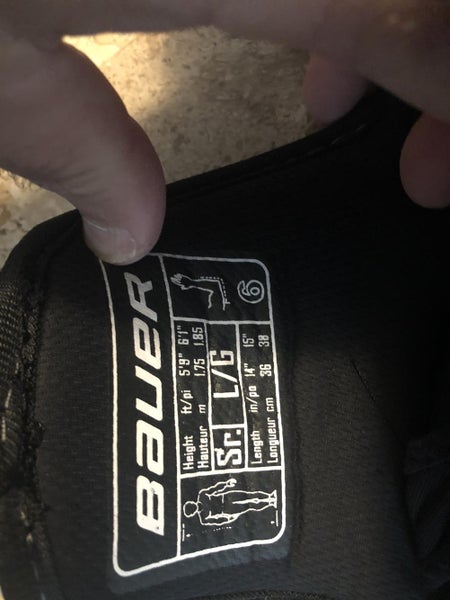 BAUER
Height ft/pi 5'9" 6'1"
Hauteur m 1.75 1.85
Sr. L/G
Length in/po 14" 15"
Longueur cm 36 38
6